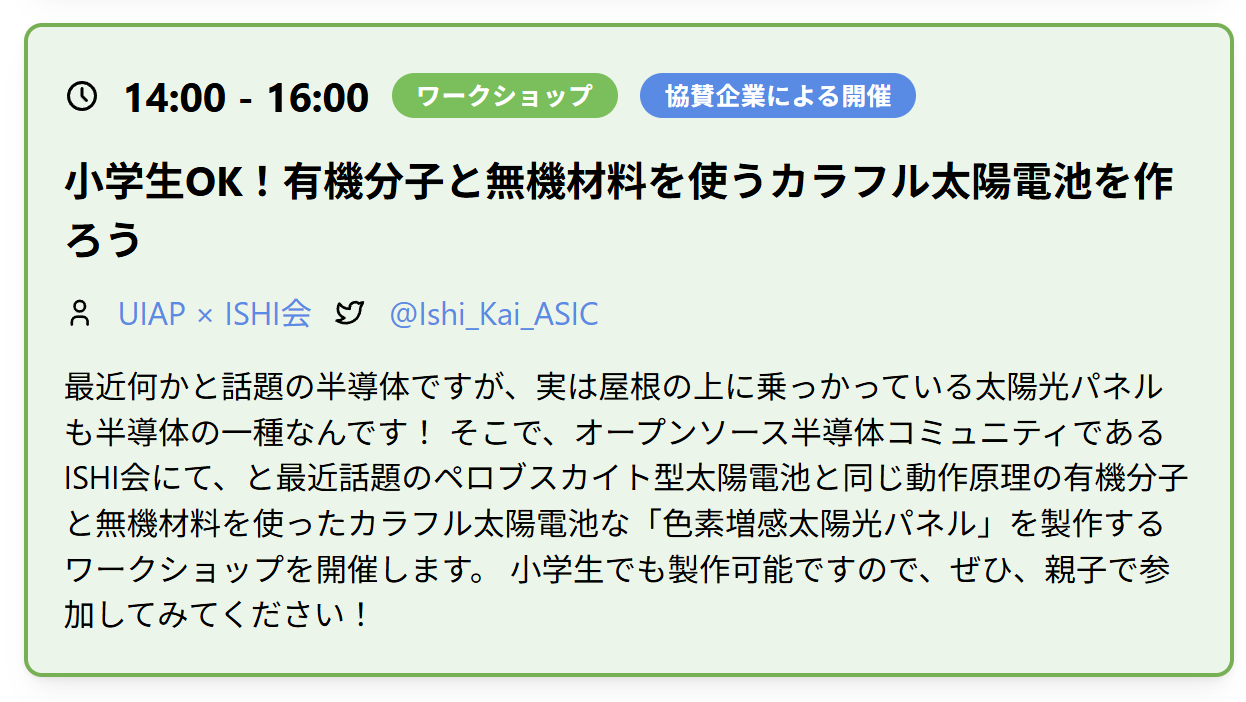 14:00 - 16:00 ワークショップ 協賛企業による開催
小学生OK！有機分子と無機材料を使うカラフル太陽電池を作
ろう
UIAP × ISHI会 @Ishi_Kai_ASIC
最近何かと話題の半導体ですが、実は屋根の上に乗っかっている太陽光パネル
も半導体の一種なんです！ そこで、オープンソース半導体コミュニティである
ISHI会にて、と最近話題のペロブスカイト型太陽電池と同じ動作原理の有機分子
と無機材料を使ったカラフル太陽電池な「色素増感太陽光パネル」を製作する
ワークショップを開催します。 小学生でも製作可能ですので、ぜひ、親子で参
加してみてください！